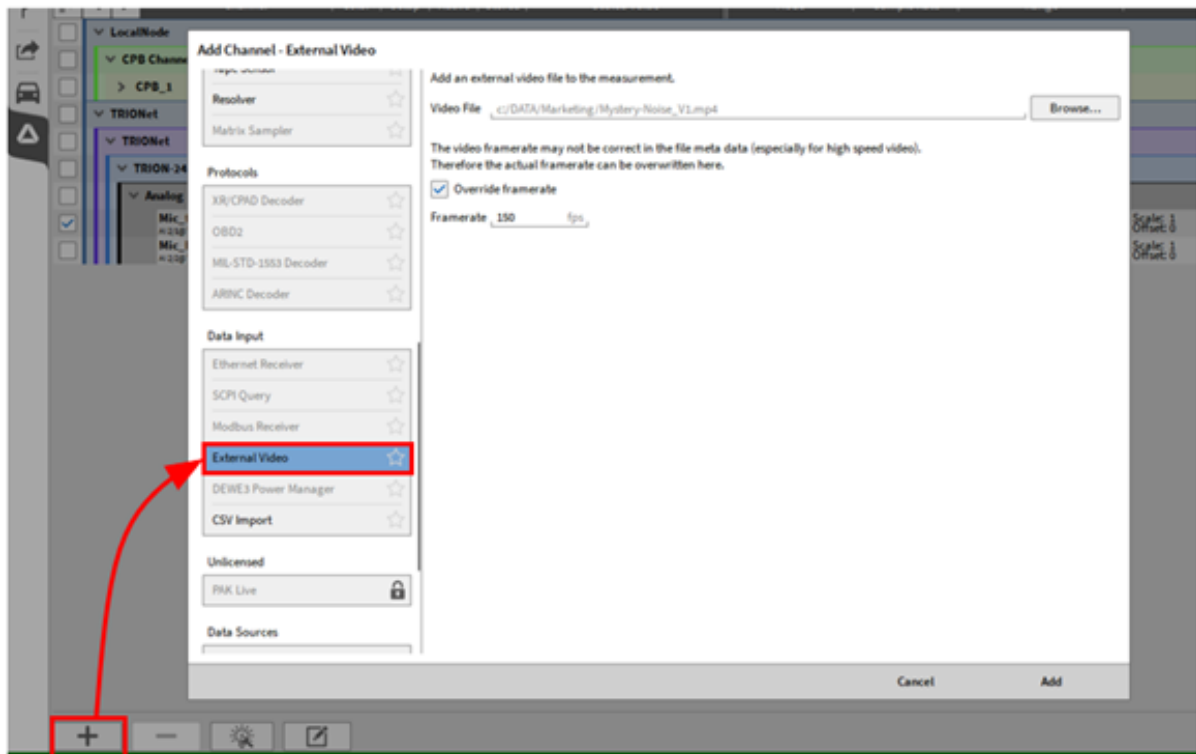 LocalNode
Add Channel - External Video
CPB Channe
CPB_1
TRIONet
TRIONet
TRION-24
Analog
Mic_
Mic_
Resolver
Matrix Sampler
Protocols
XR/CPAD Decoder
OBD2
MIL-STD-1553 Decoder
ARINC Decoder
Data Input
Ethernet Receiver
SCPI Query
Modbus Receiver
External Video
DEWE3 Power Manager
CSV Import
Unlicensed
PAK Live
Data Sources
Add an external video file to the measurement.
Video File c:/DATA/Marketing/Mystery-Noise_V1.mp4 Browse...
The video framerate may not be correct in the file meta data (especially for high speed video).
Therefore the actual framerate can be overwritten here.
Override framerate
Framerate 150 fps
Scale: 1
Offset: 0
Scale: 1
Offset: 0
Cancel Add